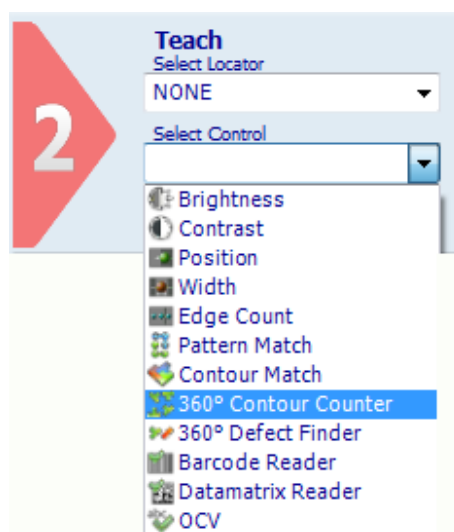 Teach
Select Locator
NONE
2
Select Control
Brightness
Contrast
Position
Width
Edge Count
Pattern Match
Contour Match
360° Contour Counter
360° Defect Finder
Barcode Reader
Datamatrix Reader
OCV